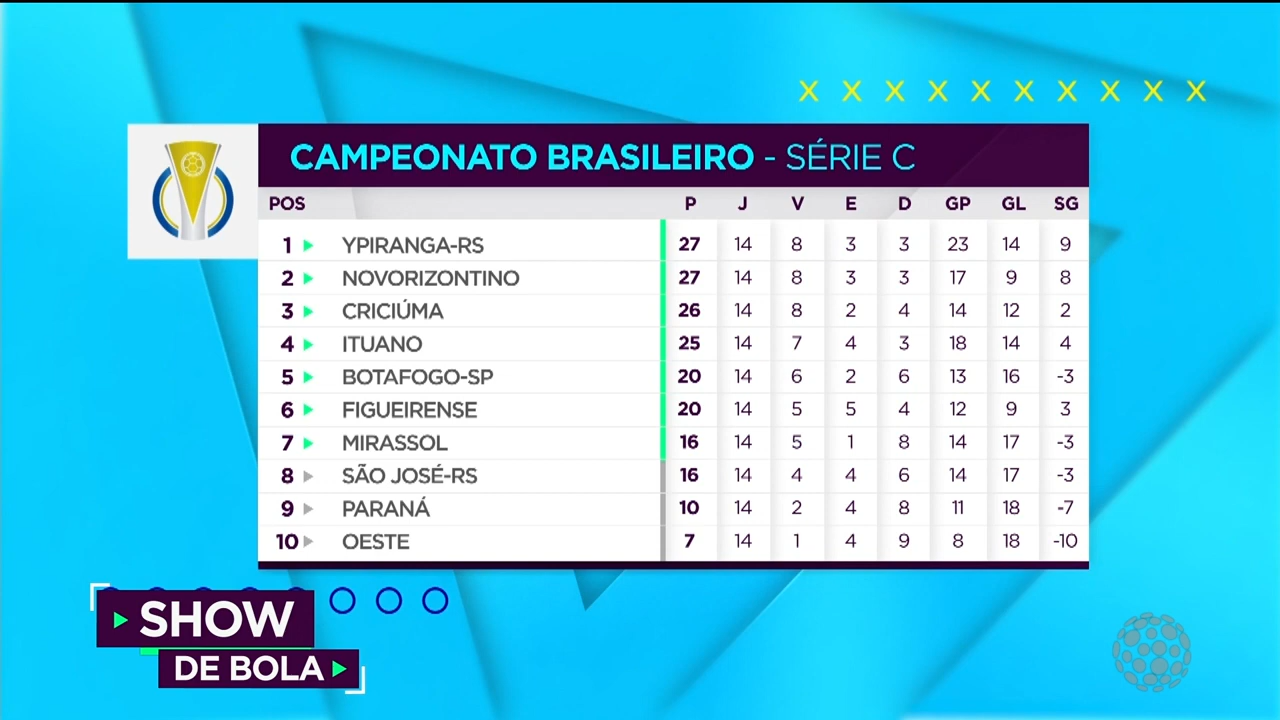 X X X X X X X X X X
CAMPEONATO BRASILEIRO - SÉRIE C
POS P J V E D GP GL SG
1 YPIRANGA-RS 27 14 8 3 3 23 14 9
2 NOVORIZONTINO 27 14 8 3 3 17 9 8
3 CRICIÚMA 26 14 8 2 4 14 12 2
4 ITUANO 25 14 7 4 3 18 14 4
5 BOTAFOGO-SP 20 14 6 2 6 13 16 -3
6 FIGUEIRENSE 20 14 5 5 4 12 9 3
7 MIRASSOL 16 14 5 1 8 14 17 -3
8 SÃO JOSÉ-RS 16 14 4 4 6 14 17 -3
9 PARANÁ 10 14 2 4 8 11 18 -7
10 OESTE 7 14 1 4 9 8 18 -10
SHOW
DE BOLA